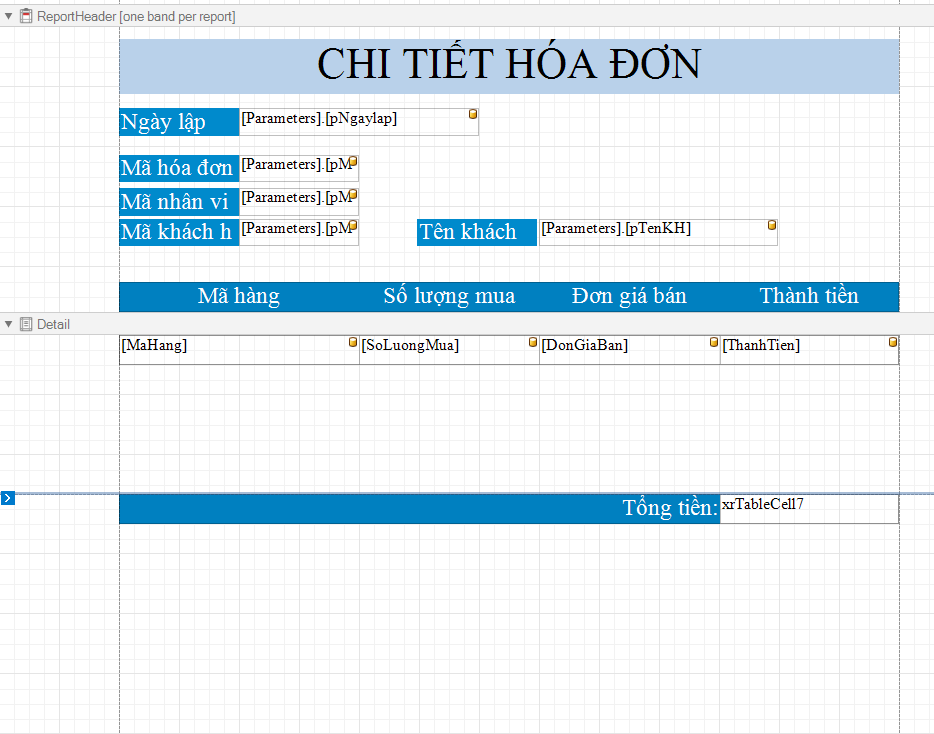 ReportHeader [one band per report]
CHI TIẾT HÓA ĐƠN
Ngày lập [Parameters].[pNgaylap]
Mã hóa đơn [Parameters].[pM
Mã nhân vi [Parameters].[pM
Mã khách h [Parameters].[pM Tên khách [Parameters].[pTenKH]
Mã hàng Số lượng mua Đơn giá bán Thành tiền
Detail
[MaHang] [SoLuongMua] [DonGiaBan] [ThanhTien]
Tổng tiền: xrTableCell7